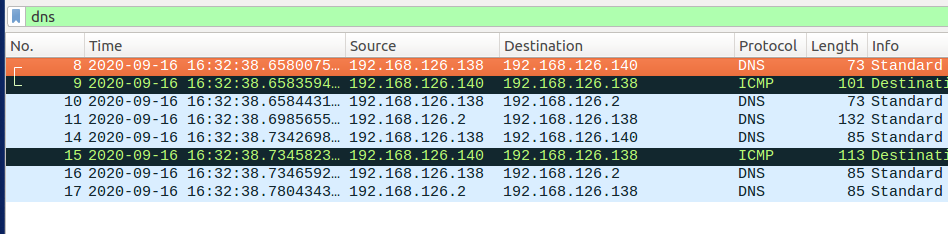 dns
No. Time Source Destination Protocol Length Info
8 2020-09-16 16:32:38.6580075… 192.168.126.138 192.168.126.140 DNS 73 Standard
9 2020-09-16 16:32:38.6583594… 192.168.126.140 192.168.126.138 ICMP 101 Destinati
10 2020-09-16 16:32:38.6584431… 192.168.126.138 192.168.126.2 DNS 73 Standard
11 2020-09-16 16:32:38.6985655… 192.168.126.2 192.168.126.138 DNS 132 Standard
14 2020-09-16 16:32:38.7342698… 192.168.126.138 192.168.126.140 DNS 85 Standard
15 2020-09-16 16:32:38.7345823… 192.168.126.140 192.168.126.138 ICMP 113 Destinati
16 2020-09-16 16:32:38.7346592… 192.168.126.138 192.168.126.2 DNS 85 Standard
17 2020-09-16 16:32:38.7804343… 192.168.126.2 192.168.126.138 DNS 85 Standard